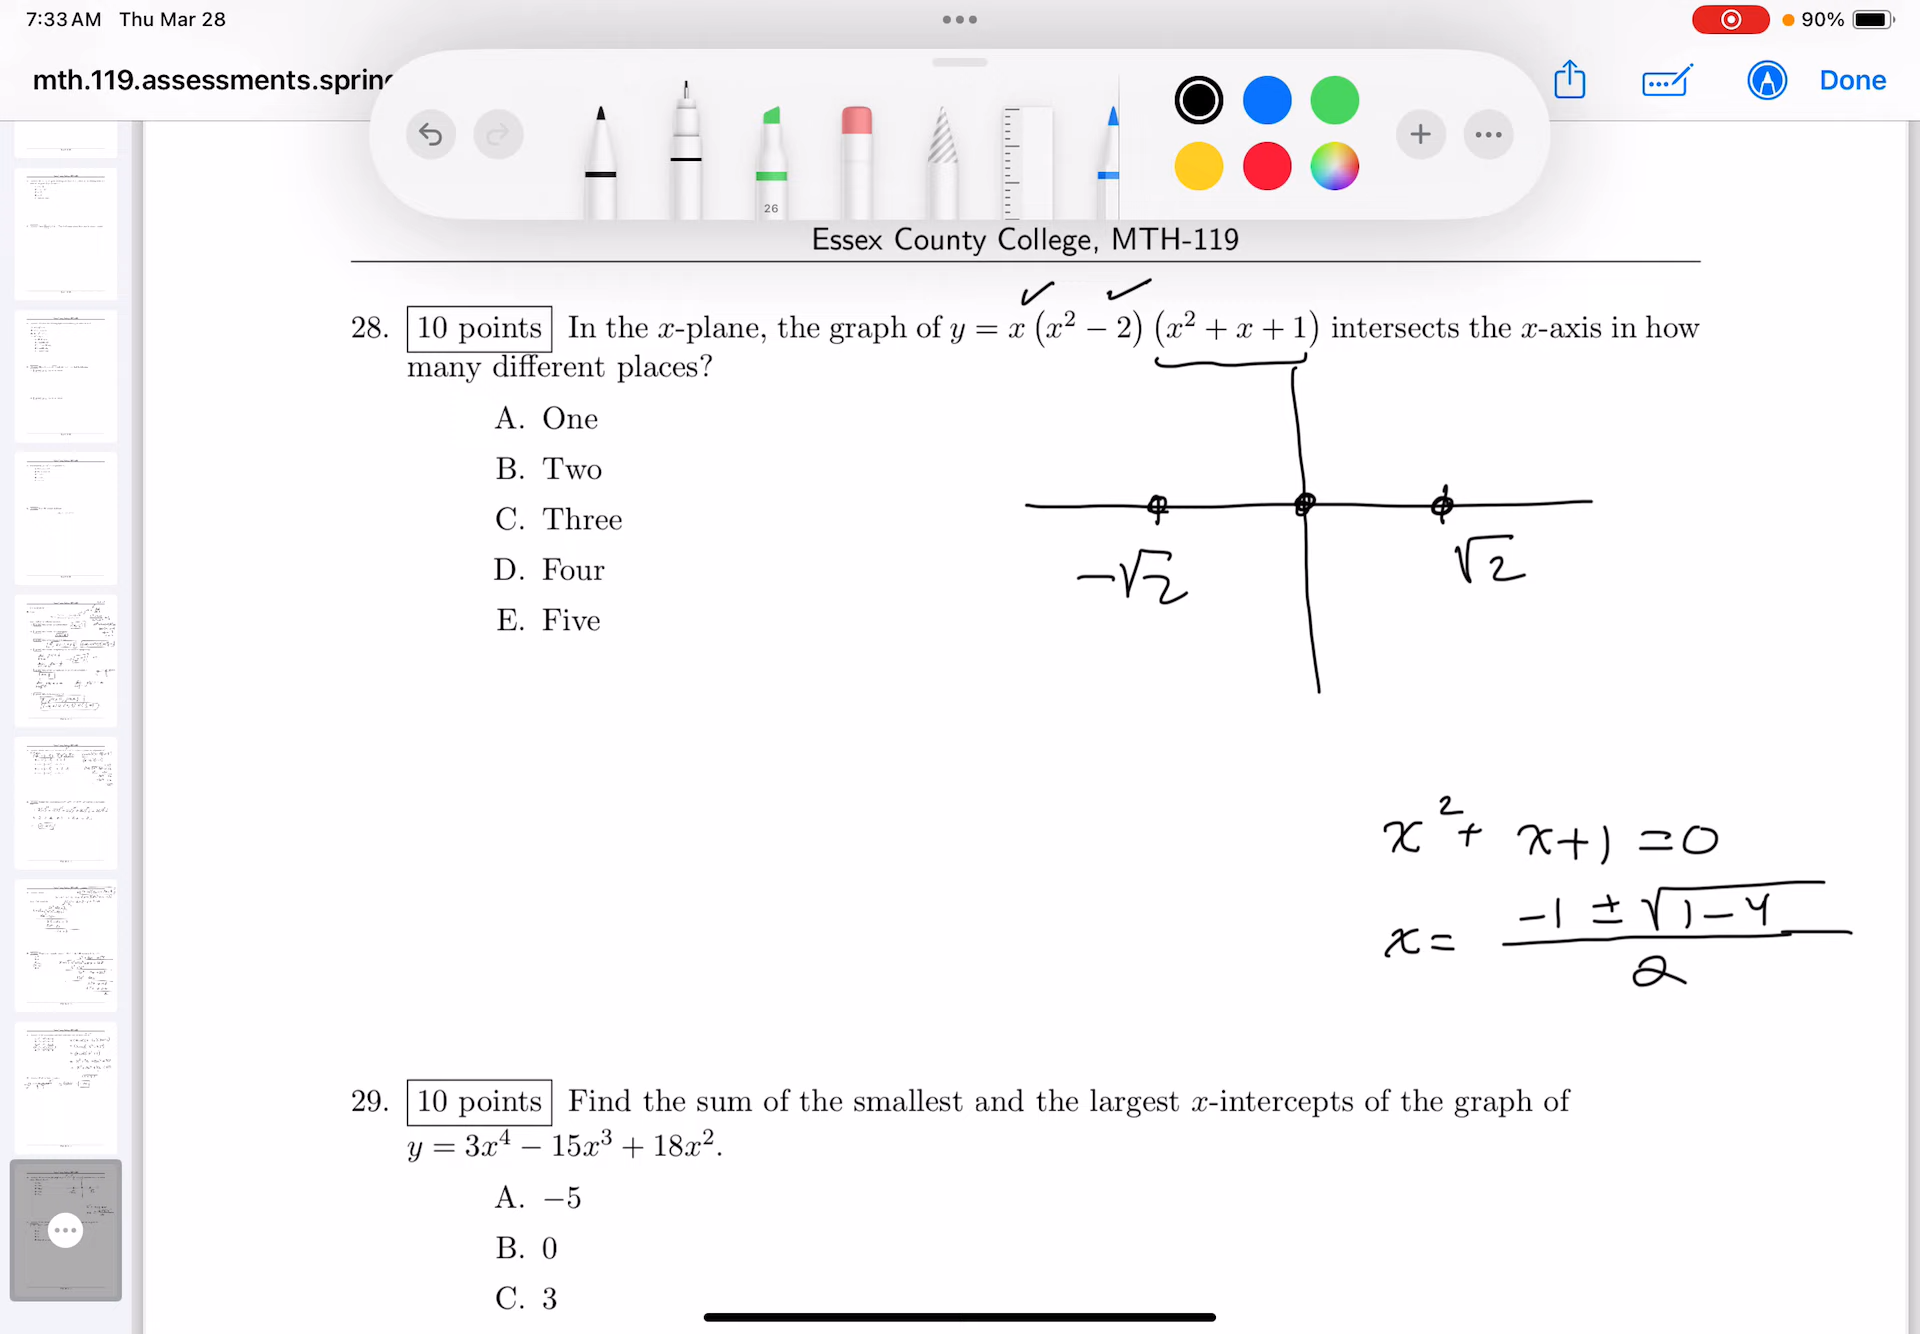 7:33 AM Thu Mar 28
90%
mth.119.assessments.spring
Done
26
Essex County College, MTH-119
28. 10 points In the x-plane, the graph of y = x (x² − 2) (x² + x + 1) intersects the x-axis in how
many different places?
A. One
B. Two
C. Three
D. Four
E. Five
−√2
√2
x² + x+1 = 0
x = (−1 ± √1−4) / 2
29. 10 points Find the sum of the smallest and the largest x-intercepts of the graph of
y = 3x⁴ − 15x³ + 18x².
A. −5
B. 0
C. 3